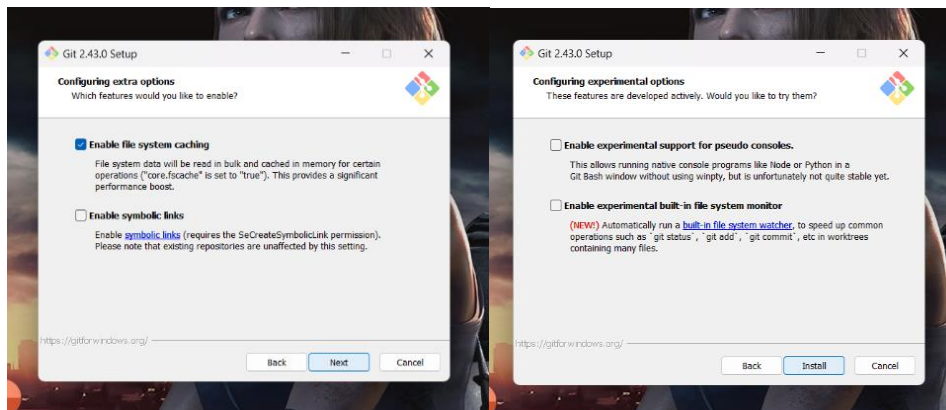 Git 2.43.0 Setup
Configuring extra options
Which features would you like to enable?
Enable file system caching
File system data will be read in bulk and cached in memory for certain
operations ("core.fscache" is set to "true"). This provides a significant
performance boost.
Enable symbolic links
Enable symbolic links (requires the SeCreateSymbolicLink permission).
Please note that existing repositories are unaffected by this setting.
https://gitforwindows.org/
Back Next Cancel
Git 2.43.0 Setup
Configuring experimental options
These features are developed actively. Would you like to try them?
Enable experimental support for pseudo consoles.
This allows running native console programs like Node or Python in a
Git Bash window without using winpty, but is unfortunately not quite stable yet.
Enable experimental built-in file system monitor
(NEW!) Automatically run a built-in file system watcher, to speed up common
operations such as `git status`, `git add`, `git commit`, etc in worktrees
containing many files.
https://gitforwindows.org/
Back Install Cancel